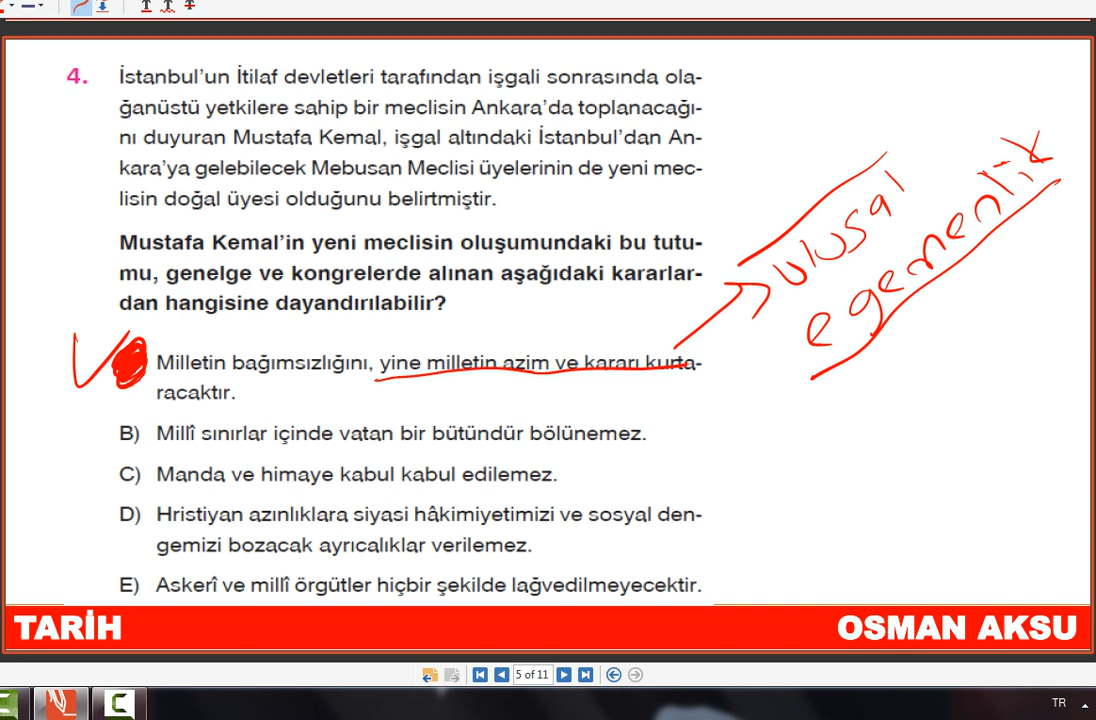 4. İstanbul'un İtilaf devletleri tarafından işgali sonrasında ola-
ğanüstü yetkilere sahip bir meclisin Ankara'da toplanacağı-
nı duyuran Mustafa Kemal, işgal altındaki İstanbul'dan An-
kara'ya gelebilecek Mebusan Meclisi üyelerinin de yeni mec-
lisin doğal üyesi olduğunu belirtmiştir.
Mustafa Kemal'in yeni meclisin oluşumundaki bu tutu-
mu, genelge ve kongrelerde alınan aşağıdaki kararlar-
dan hangisine dayandırılabilir?
ulusal
egemenlik
Milletin bağımsızlığını, yine milletin azim ve kararı kurta-
racaktır.
B) Millî sınırlar içinde vatan bir bütündür bölünemez.
C) Manda ve himaye kabul kabul edilemez.
D) Hristiyan azınlıklara siyasi hâkimiyetimizi ve sosyal den-
gemizi bozacak ayrıcalıklar verilemez.
E) Askerî ve millî örgütler hiçbir şekilde lağvedilmeyecektir.
TARİH OSMAN AKSU
5 of 11
TR